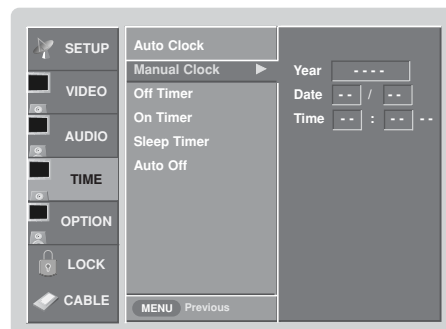 SETUP
VIDEO
AUDIO
TIME
OPTION
LOCK
CABLE
Auto Clock
Manual Clock ▶
Off Timer
On Timer
Sleep Timer
Auto Off
MENU Previous
Year - - - -
Date - - / - -
Time - - : - - - -